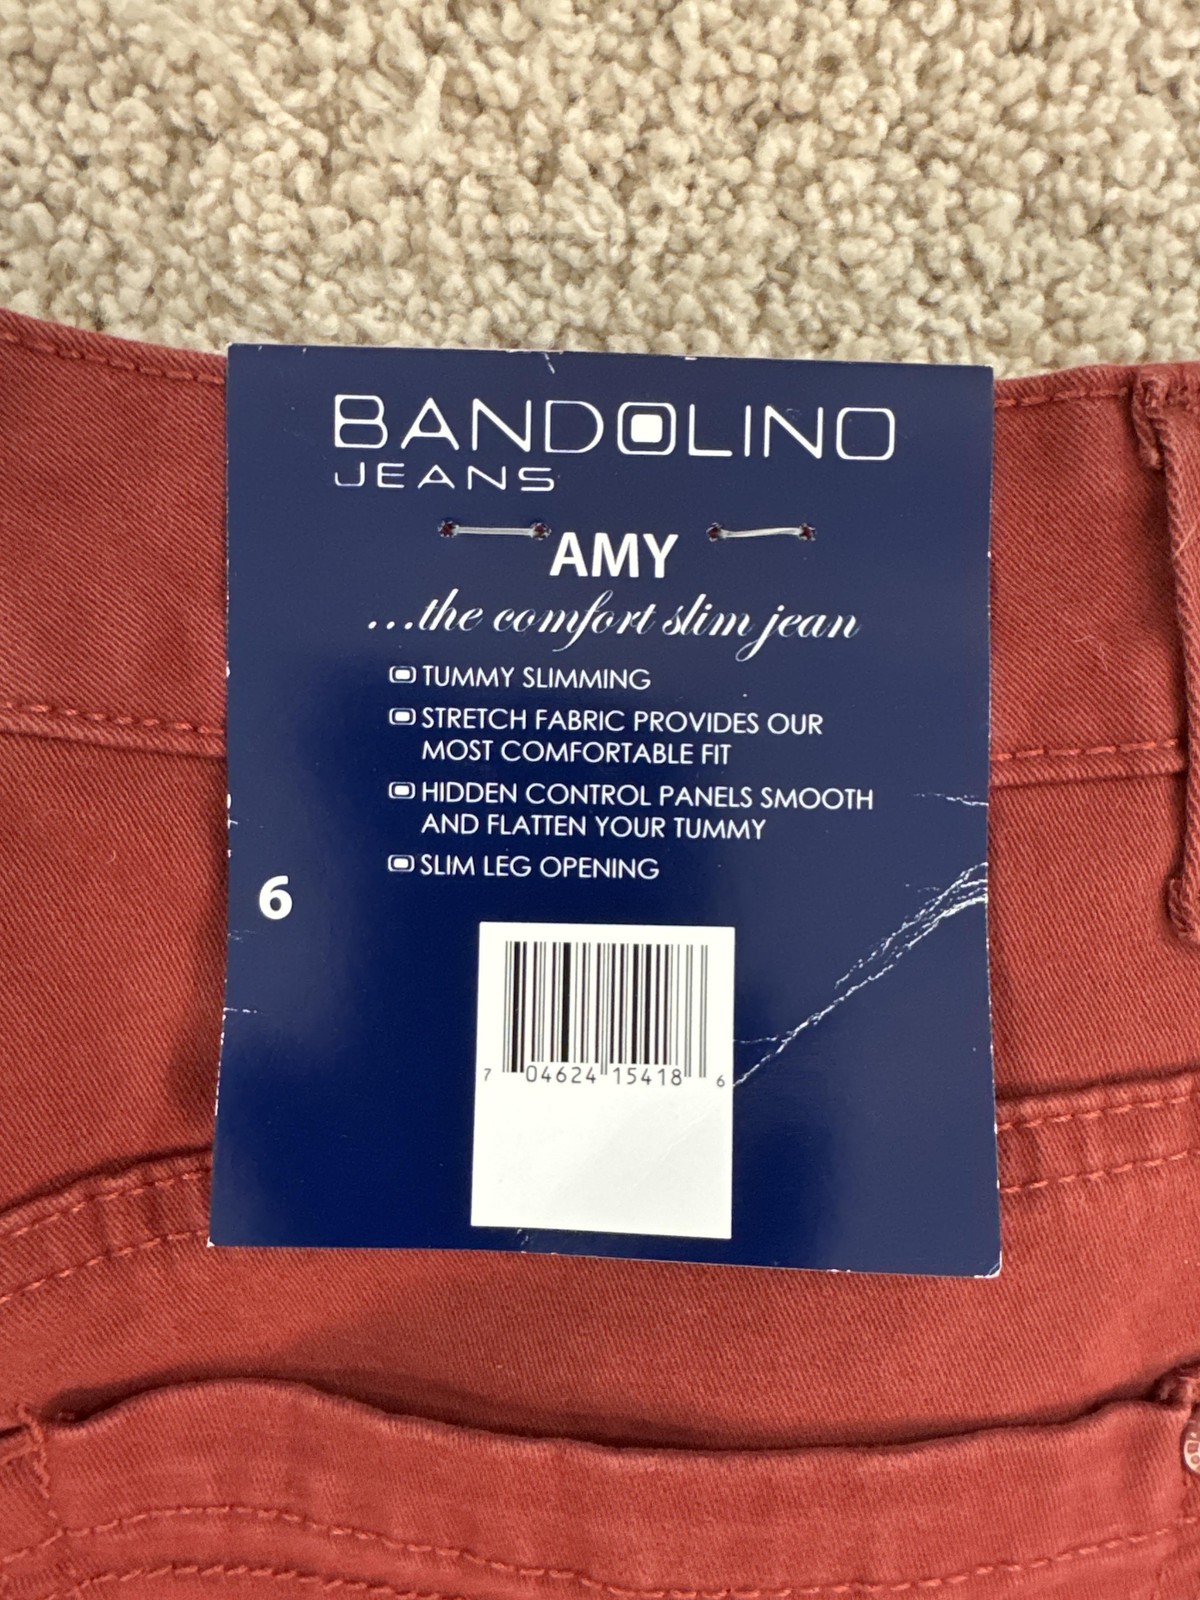 BANDOLINO
JEANS
AMY
...the comfort slim jean
TUMMY SLIMMING
STRETCH FABRIC PROVIDES OUR
MOST COMFORTABLE FIT
HIDDEN CONTROL PANELS SMOOTH
AND FLATTEN YOUR TUMMY
SLIM LEG OPENING
6
7 04624 15418 6